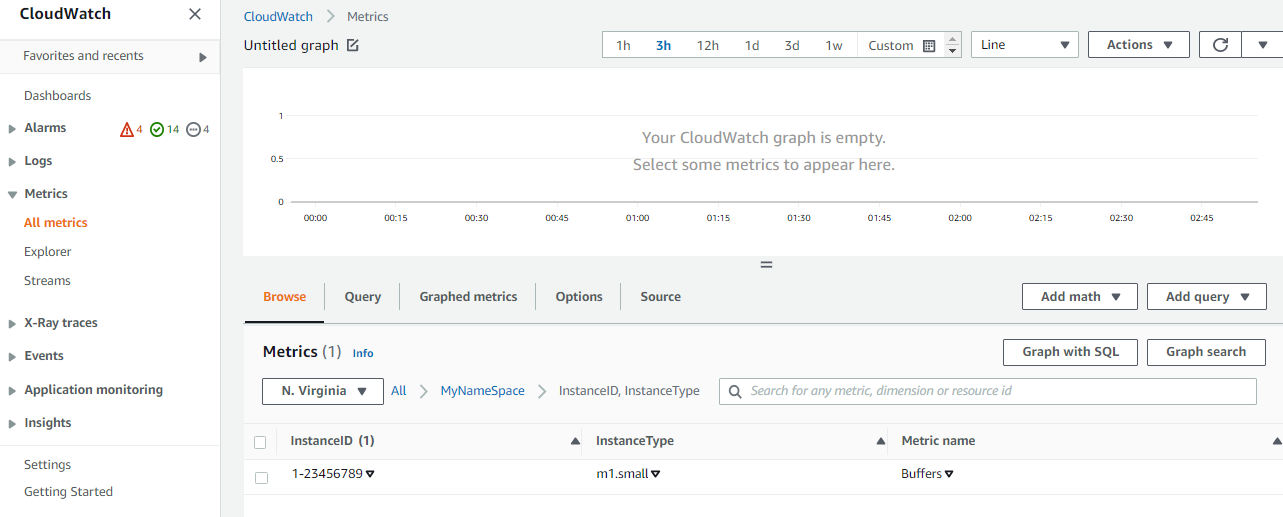 CloudWatch
Favorites and recents
Dashboards
Alarms 4 14 4
Logs
Metrics
All metrics
Explorer
Streams
X-Ray traces
Events
Application monitoring
Insights
Settings
Getting Started
CloudWatch Metrics
Untitled graph 1h 3h 12h 1d 3d 1w Custom Line Actions
1
0.5
0
Your CloudWatch graph is empty.
Select some metrics to appear here.
00:00 00:15 00:30 00:45 01:00 01:15 01:30 01:45 02:00 02:15 02:30 02:45
Browse Query Graphed metrics Options Source Add math Add query
Metrics (1) Info Graph with SQL Graph search
N. Virginia All MyNameSpace InstanceID, InstanceType Search for any metric, dimension or resource id
InstanceID (1) InstanceType Metric name
1-23456789 m1.small Buffers